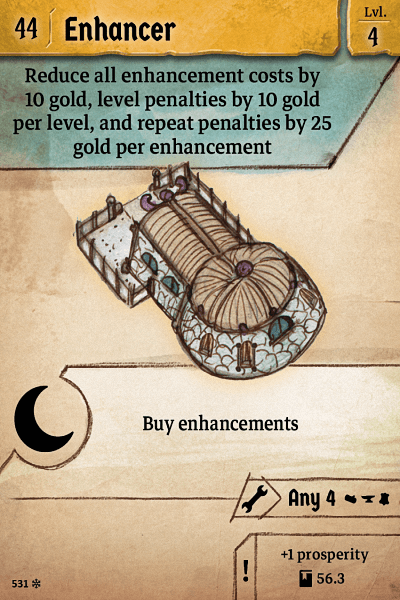 44 Enhancer
Lvl.
4
Reduce all enhancement costs by
10 gold, level penalties by 10 gold
per level, and repeat penalties by 25
gold per enhancement
Buy enhancements
Any 4
! +1 prosperity
56.3
531